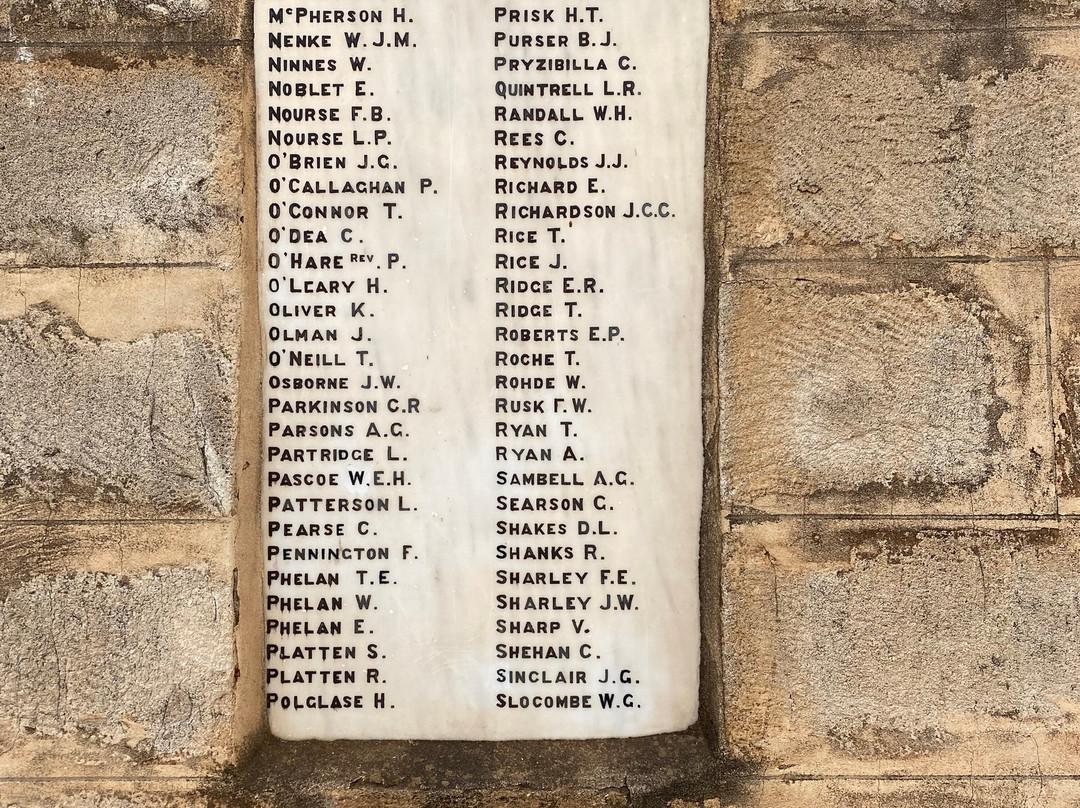 McPHERSON H.
NENKE W.J.M.
NINNES W.
NOBLET E.
NOURSE F.B.
NOURSE L.P.
O'BRIEN J.G.
O'CALLAGHAN P.
O'CONNOR T.
O'DEA C.
O'HARE REV. P.
O'LEARY H.
OLIVER K.
OLMAN J.
O'NEILL T.
OSBORNE J.W.
PARKINSON C.R
PARSONS A.G.
PARTRIDGE L.
PASCOE W.E.H.
PATTERSON L.
PEARSE C.
PENNINGTON F.
PHELAN T.E.
PHELAN W.
PHELAN E.
PLATTEN S.
PLATTEN R.
POLGLASE H.
PRISK H.T.
PURSER B.J.
PRYZIBILLA C.
QUINTRELL L.R.
RANDALL W.H.
REES C.
REYNOLDS J.J.
RICHARD E.
RICHARDSON J.C.C.
RICE T.
RICE J.
RIDGE E.R.
RIDGE T.
ROBERTS E.P.
ROCHE T.
ROHDE W.
RUSK F.W.
RYAN T.
RYAN A.
SAMBELL A.G.
SEARSON G.
SHAKES D.L.
SHANKS R.
SHARLEY F.E.
SHARLEY J.W.
SHARP V.
SHEHAN C.
SINCLAIR J.G.
SLOCOMBE W.G.